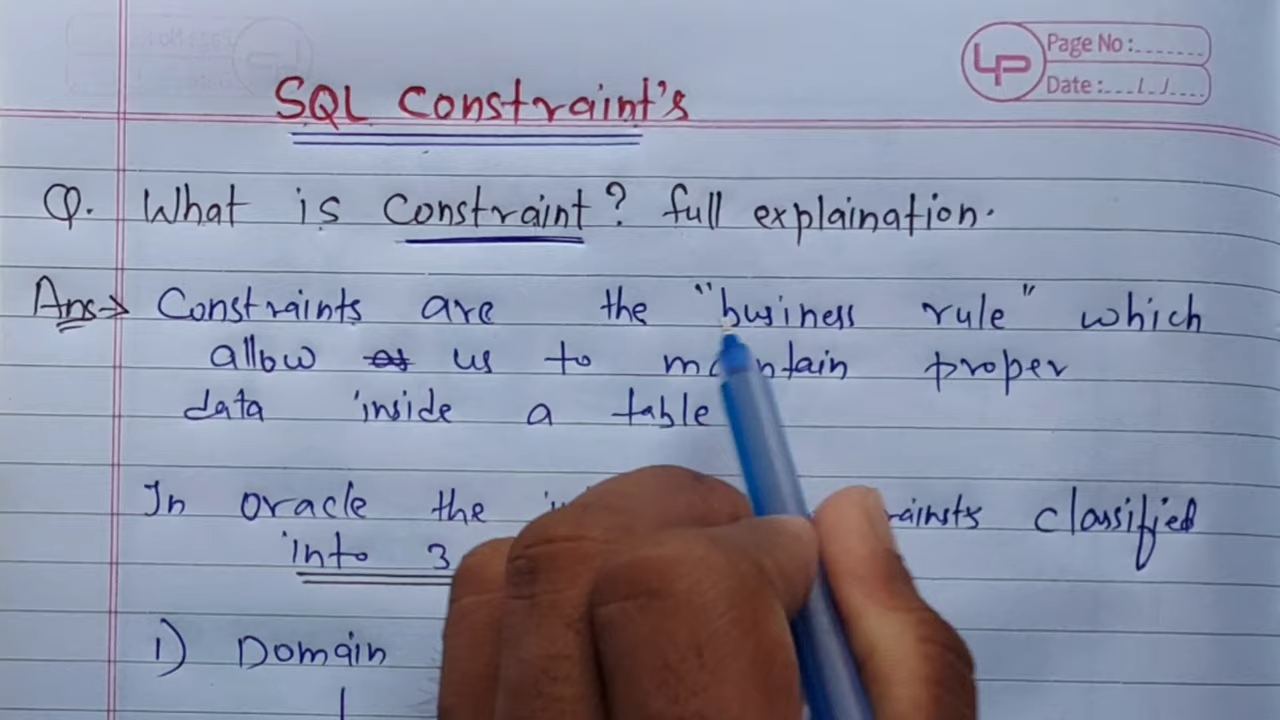 LP Page No :.......
Date :..../../....
SQL Constraint's
Q. What is constraint? full explaination.
Ans→ Constraints are the "business rule" which
allow us to maintain proper
data inside a table
In oracle the classified
into 3
1) Domain